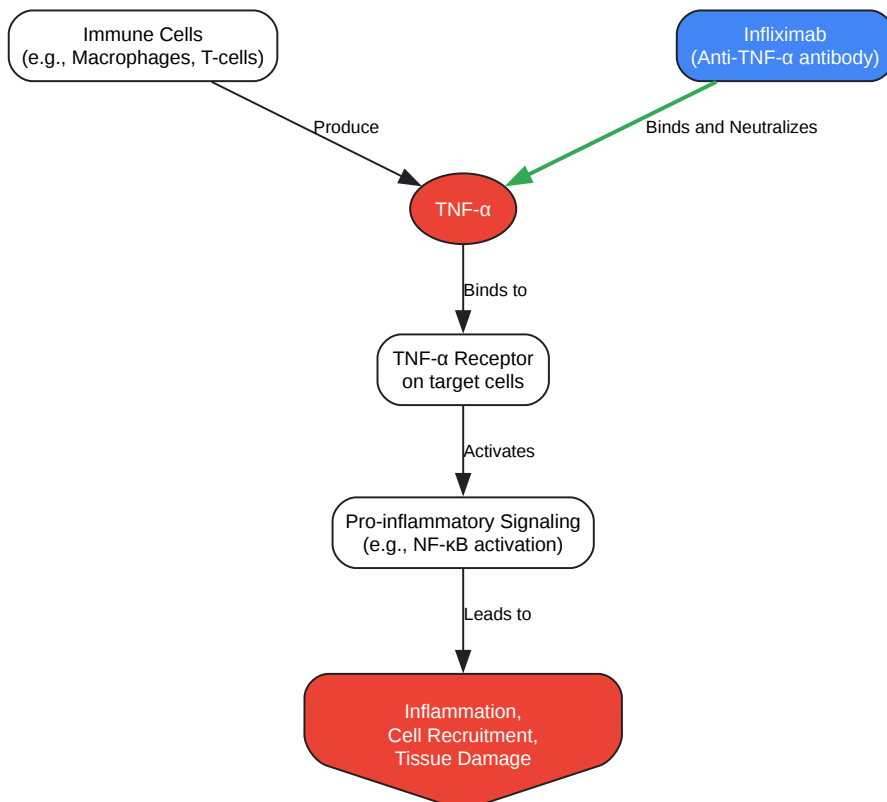 Immune Cells
(e.g., Macrophages, T-cells)
Infliximab
(Anti-TNF-α antibody)
Produce
Binds and Neutralizes
TNF-α
Binds to
TNF-α Receptor
on target cells
Activates
Pro-inflammatory Signaling
(e.g., NF-κB activation)
Leads to
Inflammation,
Cell Recruitment,
Tissue Damage